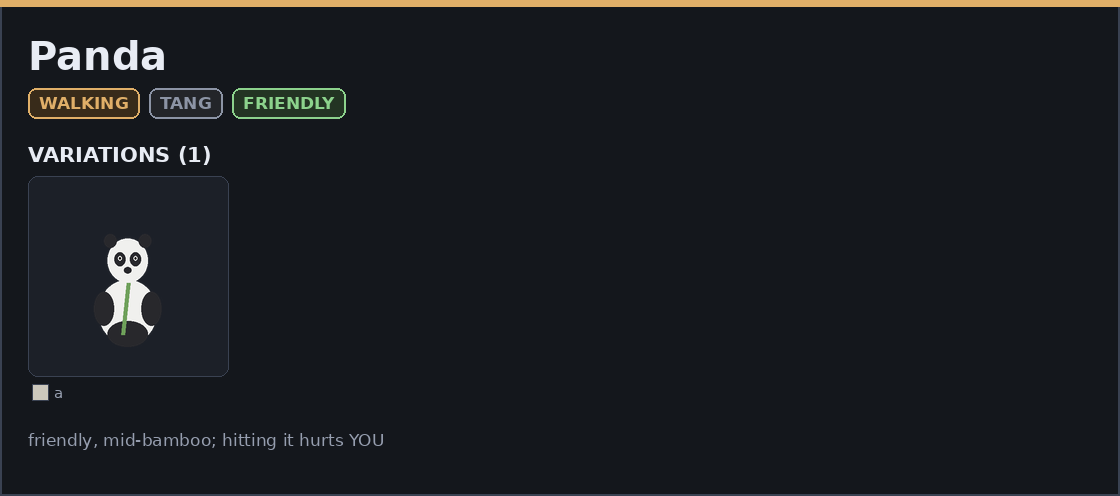 Panda
WALKING TANG FRIENDLY
VARIATIONS (1)
a
friendly, mid-bamboo; hitting it hurts YOU